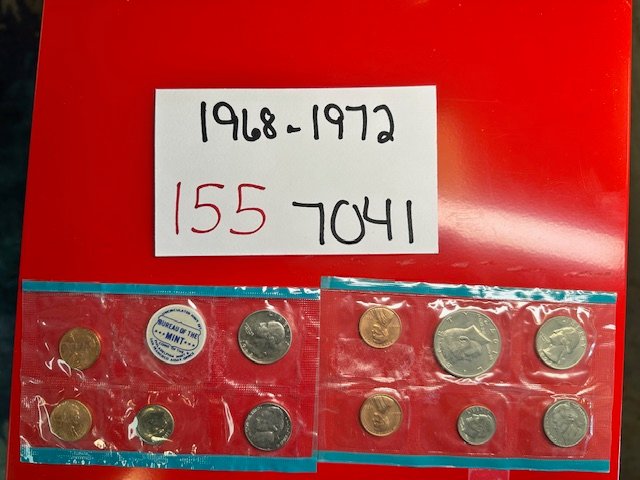 1968-1972
155 7041
BUREAU OF THE
MINT